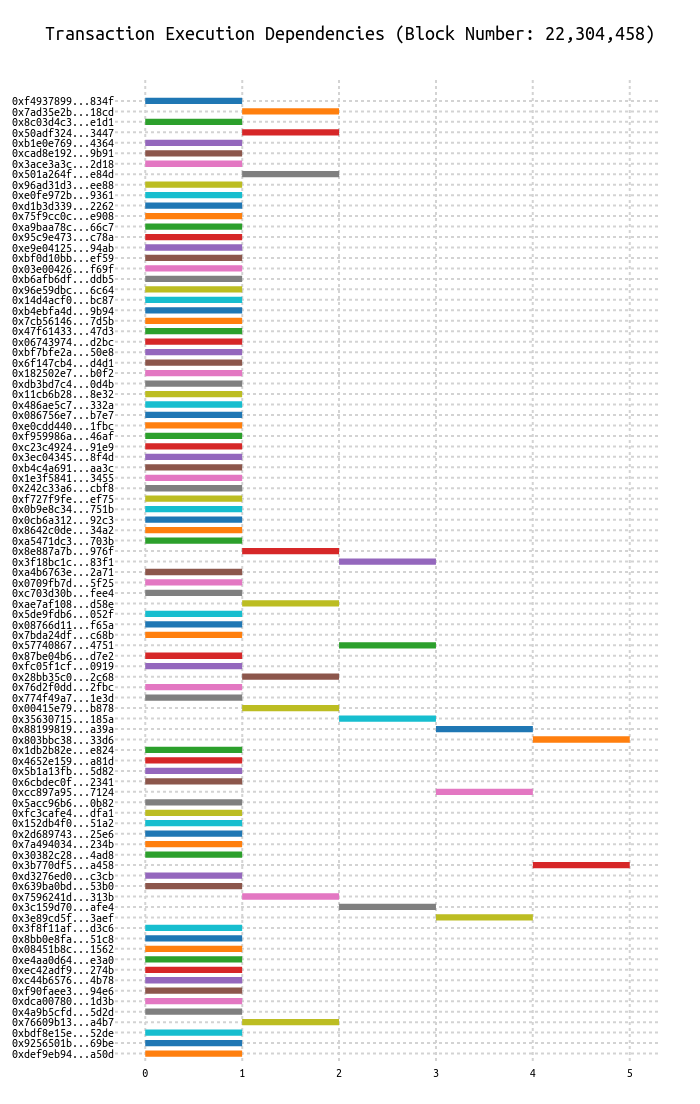 Transaction Execution Dependencies (Block Number: 22,304,458)
0xf4937899...834f
0x7ad35e2b...18cd
0x8c03d4c3...e1d1
0x50adf324...3447
0xb1e0e769...4364
0xcad8e192...9b91
0x3ace3a3c...2d18
0x501a264f...e84d
0x96ad31d3...ee88
0xe0fe972b...9361
0xd1b3d339...2262
0x75f9cc0c...e908
0xa9baa78c...66c7
0x95c9e473...c78a
0xe9e04125...94ab
0xbf0d10bb...ef59
0x03e00426...f69f
0xb6afb6df...ddb5
0x96e59dbc...6c64
0x14d4acf0...bc87
0xb4ebfa4d...9b94
0x7cb56146...7d5b
0x47f61433...47d3
0x06743974...d2bc
0xbf7bfe2a...50e8
0x6f147cb4...d4d1
0x182502e7...b0f2
0xdb3bd7c4...0d4b
0x11cb6b28...8e32
0x486ae5c7...332a
0x086756e7...b7e7
0xe0cdd440...1fbc
0xf959986a...46af
0xc23c4924...91e9
0x3ec04345...8f4d
0xb4c4a691...aa3c
0x1e3f5841...3455
0x242c33a6...cbf8
0xf727f9fe...ef75
0x0b9e8c34...751b
0x0cb6a312...92c3
0x8642c0de...34a2
0xa5471dc3...703b
0x8e887a7b...976f
0x3f18bc1c...83f1
0xa4b6763e...2a71
0x0709fb7d...5f25
0xc703d30b...fee4
0xae7af108...d58e
0x5de9fdb6...052f
0x08766d11...f65a
0x7bda24df...c68b
0x57740867...4751
0x87be04b6...d7e2
0xfc05f1cf...0919
0x28bb35c0...2c68
0x76d2f0dd...2fbc
0x774f49a7...1e3d
0x00415e79...b878
0x35630715...185a
0x88199819...a39a
0x803bbc38...33d6
0x1db2b82e...e824
0x4652e159...a81d
0x5b1a13fb...5d82
0x6cbdec0f...2341
0xcc897a95...7124
0x5acc96b6...0b82
0xfc3cafe4...dfa1
0x152db4f0...51a2
0x2d689743...25e6
0x7a494034...234b
0x30382c28...4ad8
0x3b770df5...a458
0xd3276ed0...c3cb
0x639ba0bd...53b0
0x7596241d...313b
0x3c159d70...afe4
0x3e89cd5f...3aef
0x3f8f11af...d3c6
0x8bb0e8fa...51c8
0x08451b8c...1562
0xe4aa0d64...e3a0
0xec42adf9...274b
0xc44b6576...4b78
0xf90faee3...94e6
0xdca00780...1d3b
0x4a9b5cfd...5d2d
0x76609b13...a4b7
0xbdf8e15e...52de
0x9256501b...69be
0xdef9eb94...a50d
0 1 2 3 4 5